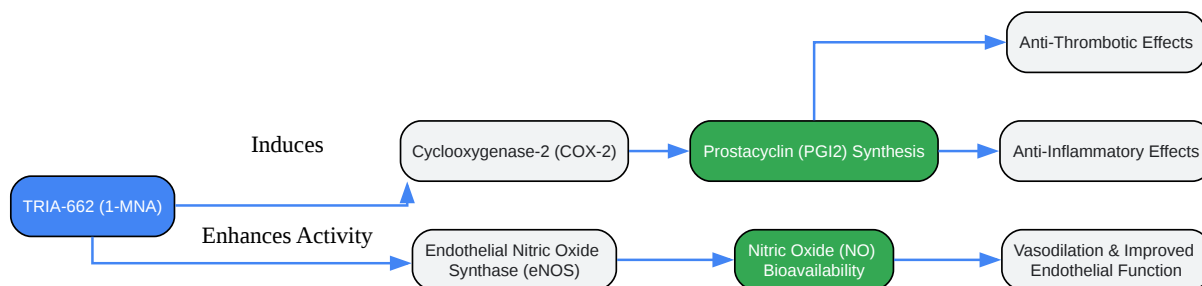 Anti-Thrombotic Effects
Induces
Cyclooxygenase-2 (COX-2)
Prostacyclin (PGI2) Synthesis
Anti-Inflammatory Effects
TRIA-662 (1-MNA)
Enhances Activity
Endothelial Nitric Oxide
Synthase (eNOS)
Nitric Oxide (NO)
Bioavailability
Vasodilation & Improved
Endothelial Function